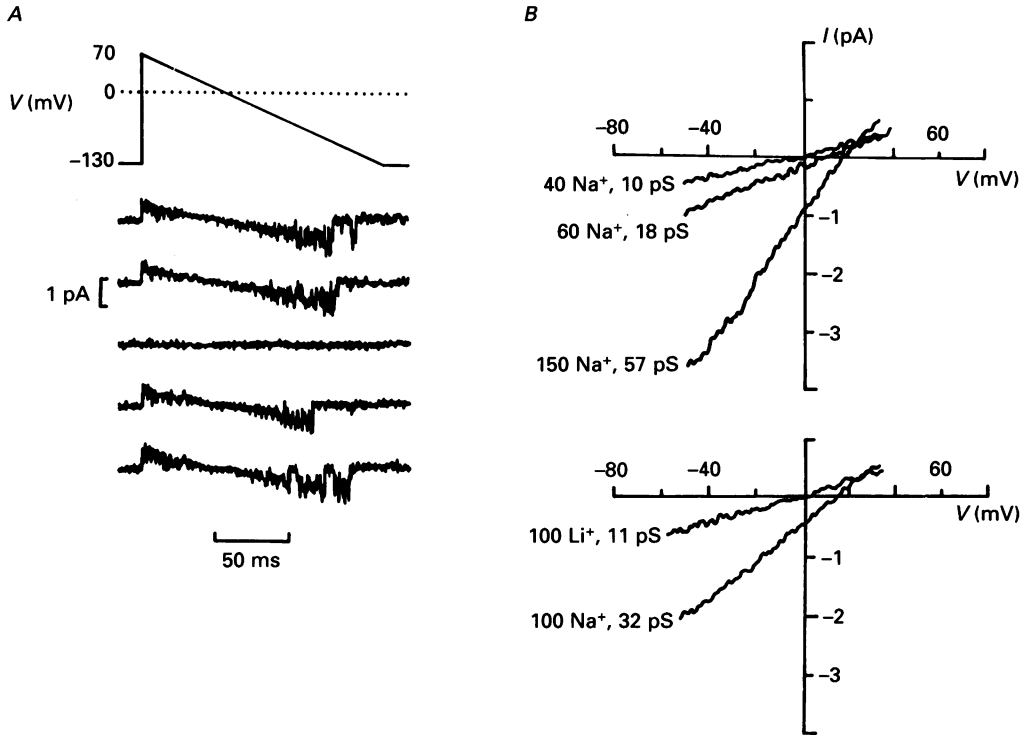 A
70
V (mV)
0
−130
1 pA
50 ms
B
I (pA)
−80
−40
60
V (mV)
40 Na⁺, 10 pS
60 Na⁺, 18 pS
−1
−2
−3
150 Na⁺, 57 pS
−80
−40
60
V (mV)
100 Li⁺, 11 pS
−1
100 Na⁺, 32 pS
−2
−3